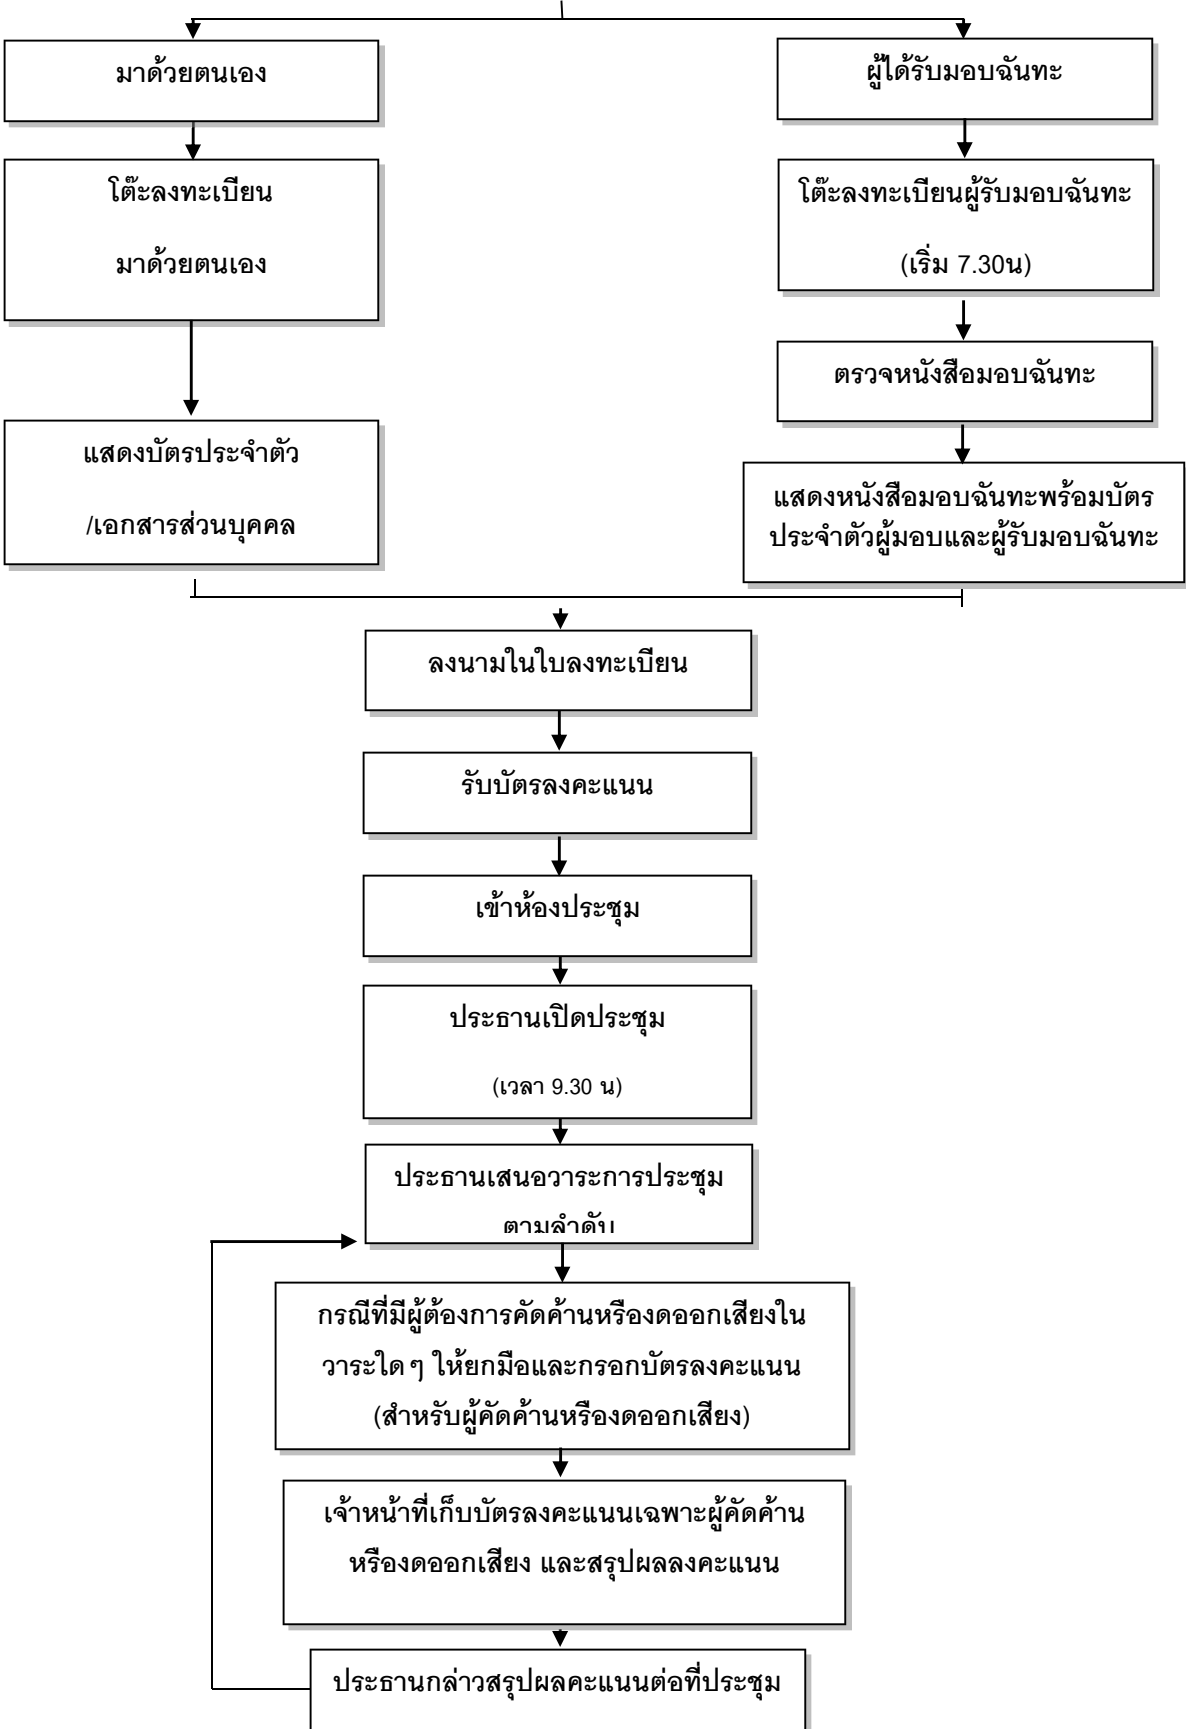 มาด้วยตนเอง
ผู้ได้รับมอบฉันทะ
โต๊ะลงทะเบียน
มาด้วยตนเอง
โต๊ะลงทะเบียนผู้รับมอบฉันทะ
(เริ่ม 7.30น)
ตรวจหนังสือมอบฉันทะ
แสดงบัตรประจำตัว
/เอกสารส่วนบุคคล
แสดงหนังสือมอบฉันทะพร้อมบัตร
ประจำตัวผู้มอบและผู้รับมอบฉันทะ
ลงนามในใบลงทะเบียน
รับบัตรลงคะแนน
เข้าห้องประชุม
ประธานเปิดประชุม
(เวลา 9.30 น)
ประธานเสนอวาระการประชุม
ตามลำดับ
กรณีที่มีผู้ต้องการคัดค้านหรืองดออกเสียงใน
วาระใด ๆ ให้ยกมือและกรอกบัตรลงคะแนน
(สำหรับผู้คัดค้านหรืองดออกเสียง)
เจ้าหน้าที่เก็บบัตรลงคะแนนเฉพาะผู้คัดค้าน
หรืองดออกเสียง และสรุปผลลงคะแนน
ประธานกล่าวสรุปผลคะแนนต่อที่ประชุม